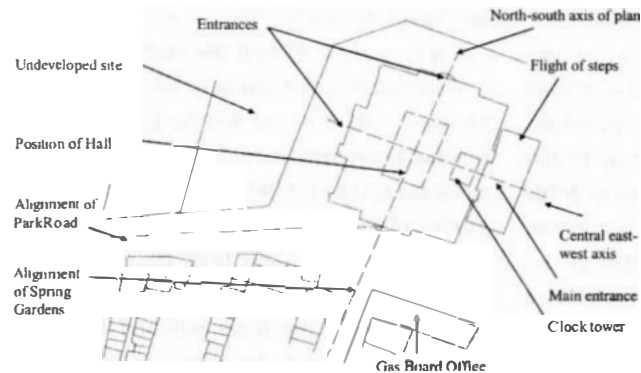 North-south axis of plan
Entrances
Flight of steps
Undeveloped site
Position of Hall
Alignment of
ParkRoad
Central east-
west axis
Alignment
of Spring
Gardens
Main entrance
Clock tower
Gas Board Office